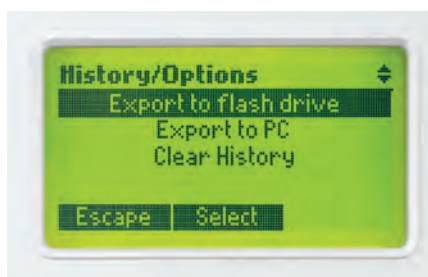 History/Options
Export to flash drive
Export to PC
Clear History
Escape Select